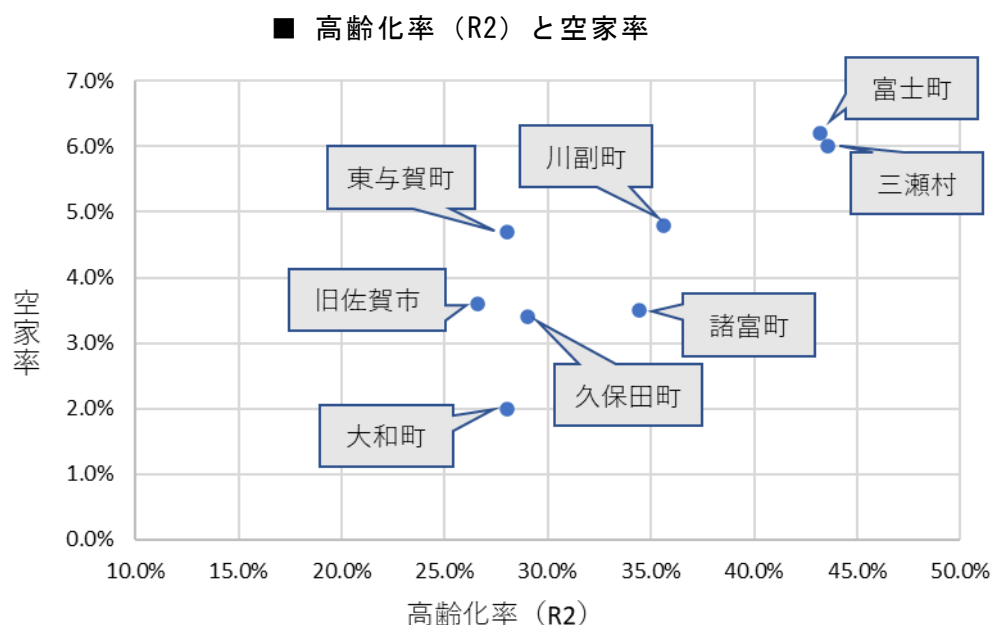 ■ 高齢化率（R2）と空家率
7.0%
6.0%
5.0%
4.0%
3.0%
2.0%
1.0%
0.0%
空家率
富士町
川副町
東与賀町
三瀬村
旧佐賀市
諸富町
久保田町
大和町
10.0% 15.0% 20.0% 25.0% 30.0% 35.0% 40.0% 45.0% 50.0%
高齢化率（R2）